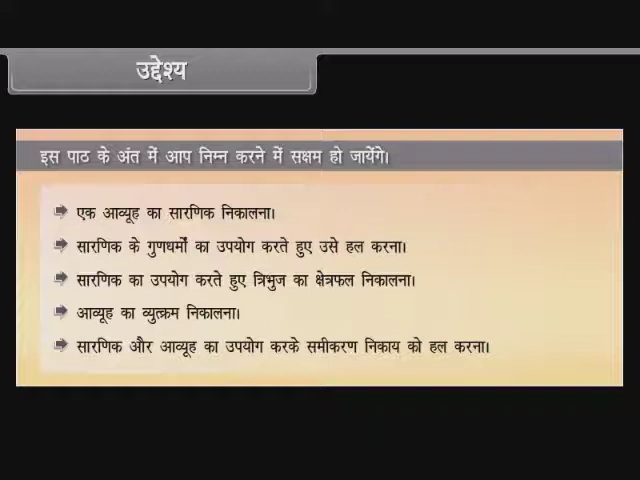 उद्देश्य
इस पाठ के अंत में आप निम्न करने में सक्षम हो जायेंगे।
एक आव्यूह का सारणिक निकालना।
सारणिक के गुणधर्मों का उपयोग करते हुए उसे हल करना।
सारणिक का उपयोग करते हुए त्रिभुज का क्षेत्रफल निकालना।
आव्यूह का व्युत्क्रम निकालना।
सारणिक और आव्यूह का उपयोग करके समीकरण निकाय को हल करना।